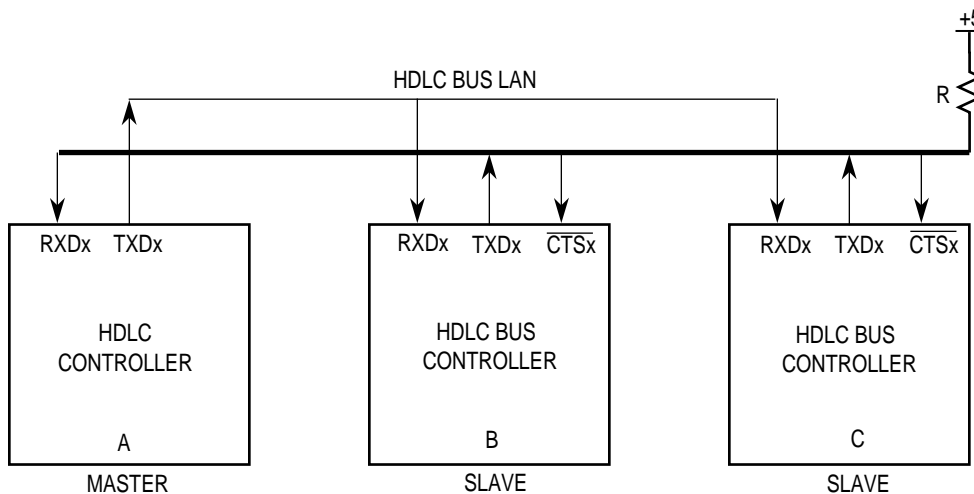 +5
HDLC BUS LAN
R
RXDx TXDx
RXDx TXDx CTSx
RXDx TXDx CTSx
HDLC
CONTROLLER
HDLC BUS
CONTROLLER
HDLC BUS
CONTROLLER
A
B
C
MASTER
SLAVE
SLAVE